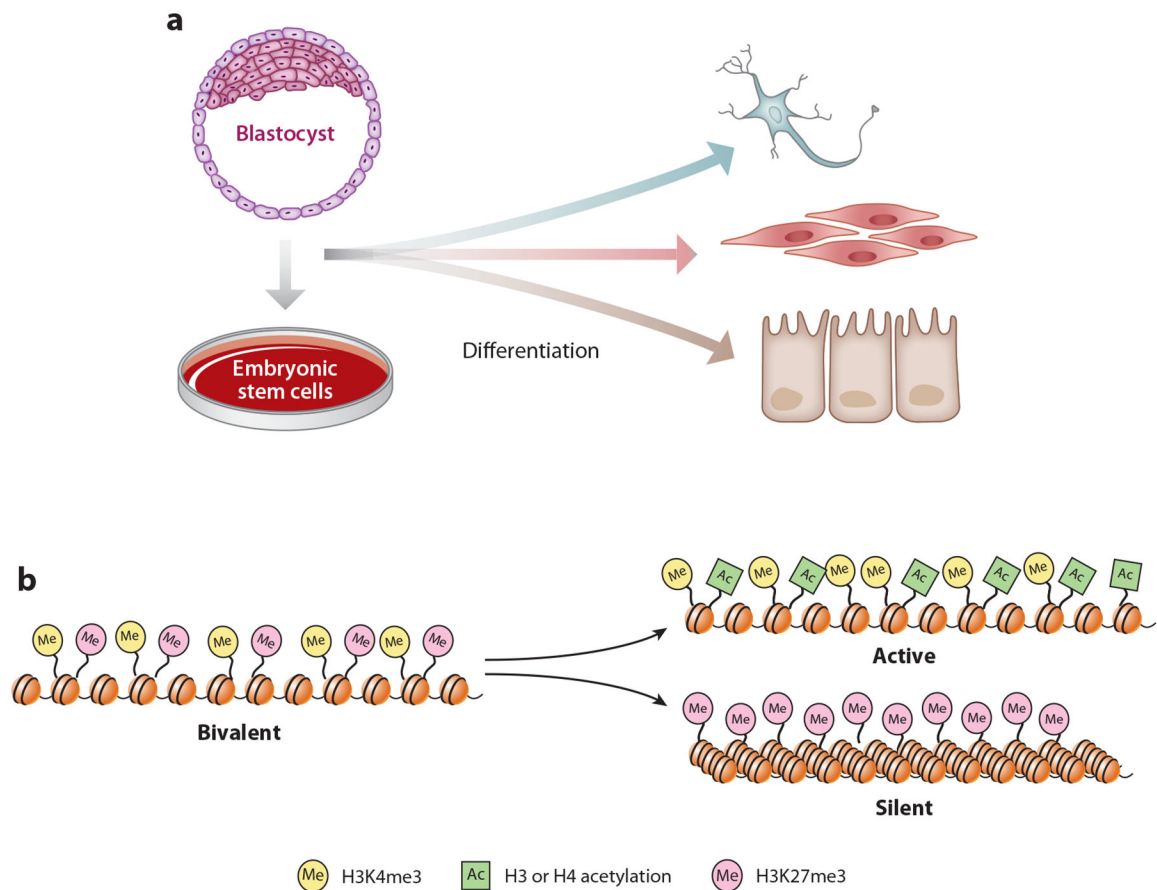 a
Blastocyst
Embryonic
stem cells
Differentiation
b
Me Me Me Me Me Me Me Me Me Me
Bivalent
Me Ac Me Ac Me Me Ac Me Ac Me Ac Ac
Active
Me Me Me Me Me Me Me Me Me Me
Silent
Me H3K4me3 Ac H3 or H4 acetylation Me H3K27me3